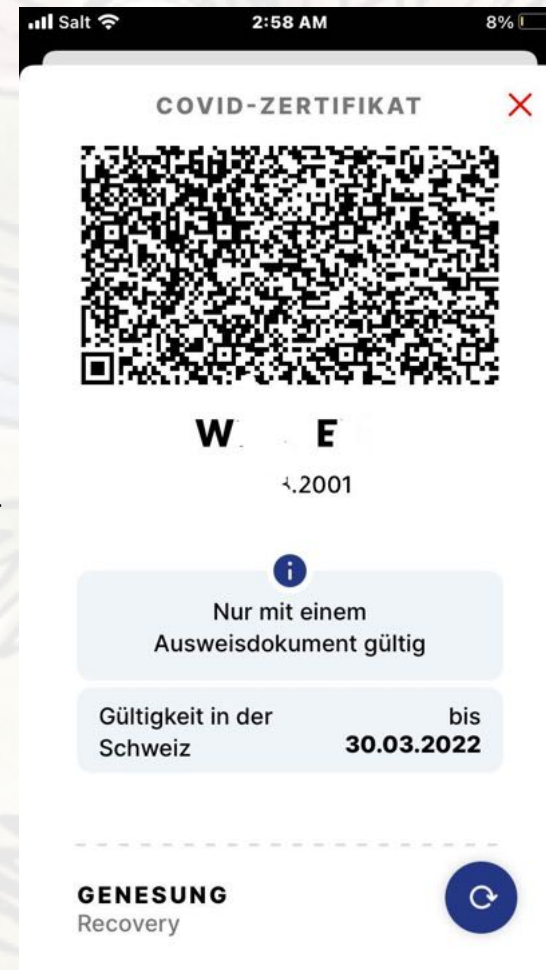 Salt 2:58 AM 8%
COVID-ZERTIFIKAT
W E
.2001
Nur mit einem
Ausweisdokument gültig
Gültigkeit in der
Schweiz
bis
30.03.2022
GENESUNG
Recovery